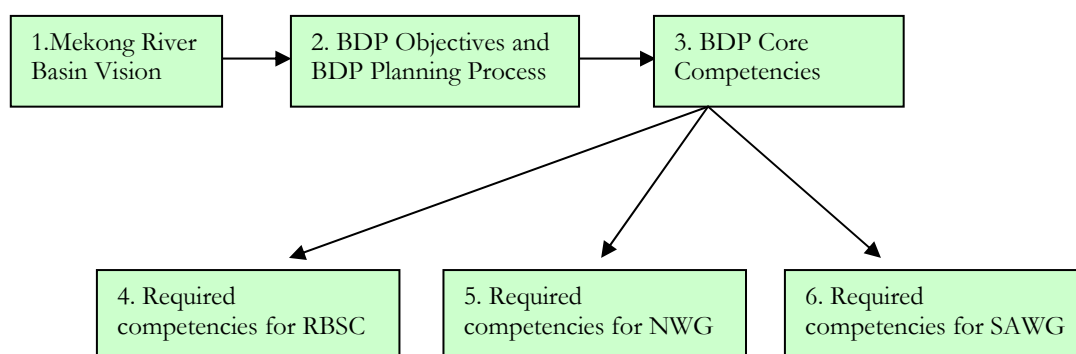 1.Mekong River
Basin Vision
2. BDP Objectives and
BDP Planning Process
3. BDP Core
Competencies
4. Required
competencies for RBSC
5. Required
competencies for NWG
6. Required
competencies for SAWG